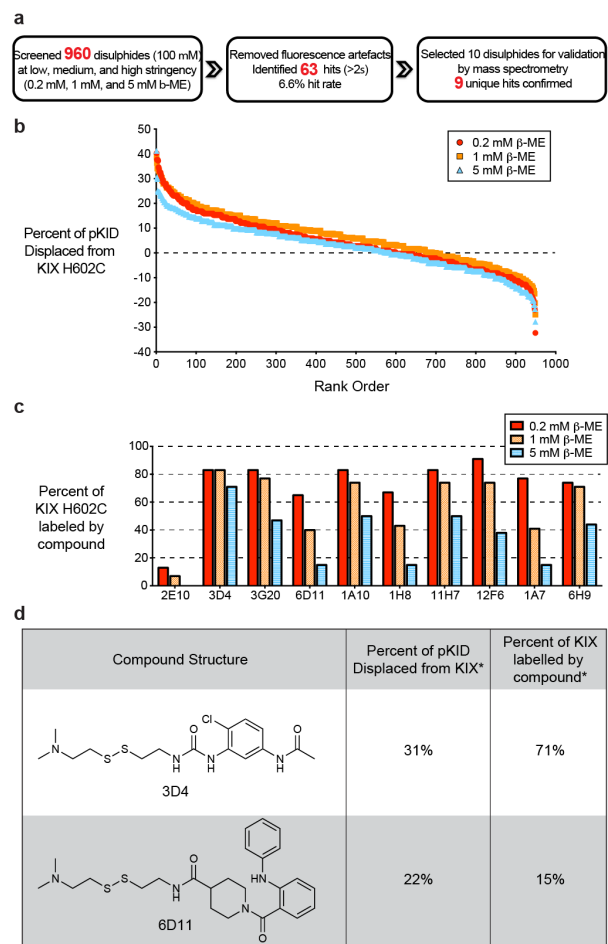 a
Screened 960 disulphides (100 mM)
at low, medium, and high stringency
(0.2 mM, 1 mM, and 5 mM b-ME)
Removed fluorescence artefacts
Identified 63 hits (>2s)
6.6% hit rate
Selected 10 disulphides for validation
by mass spectrometry
9 unique hits confirmed
b
Percent of pKID
Displaced from
KIX H602C
50
40
30
20
10
0
-10
-20
-30
-40
0 100 200 300 400 500 600 700 800 900 1000
Rank Order
0.2 mM β-ME
1 mM β-ME
5 mM β-ME
c
0.2 mM β-ME
1 mM β-ME
5 mM β-ME
Percent of
KIX H602C
labeled by
compound
100
80
60
40
20
0
2E10 3D4 3G20 6D11 1A10 1H8 11H7 12F6 1A7 6H9
d
Compound Structure
Percent of pKID
Displaced from KIX*
Percent of KIX
labelled by
compound*
Cl O O
N S S N H N H N H
3D4
31%
71%
HN
O
N S S N H N
O
6D11
22%
15%